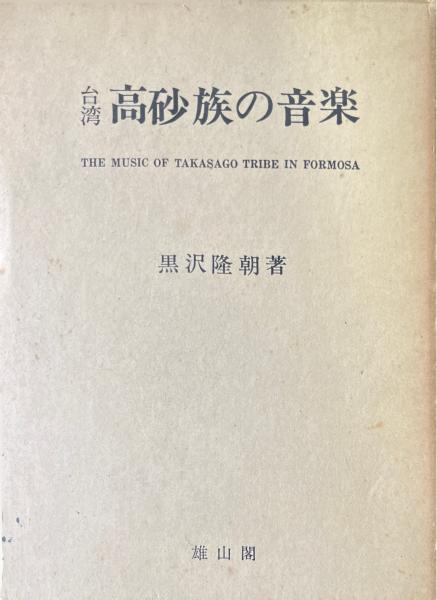 台湾 高砂族の音楽
THE MUSIC OF TAKASAGO TRIBE IN FORMOSA
黒沢隆朝著
雄山閣